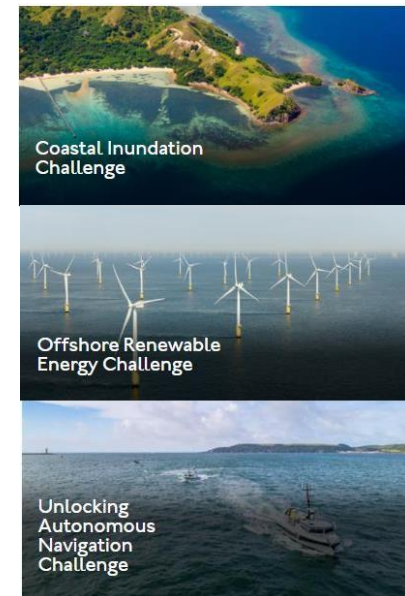 Coastal Inundation
Challenge
Offshore Renewable
Energy Challenge
Unlocking
Autonomous
Navigation
Challenge